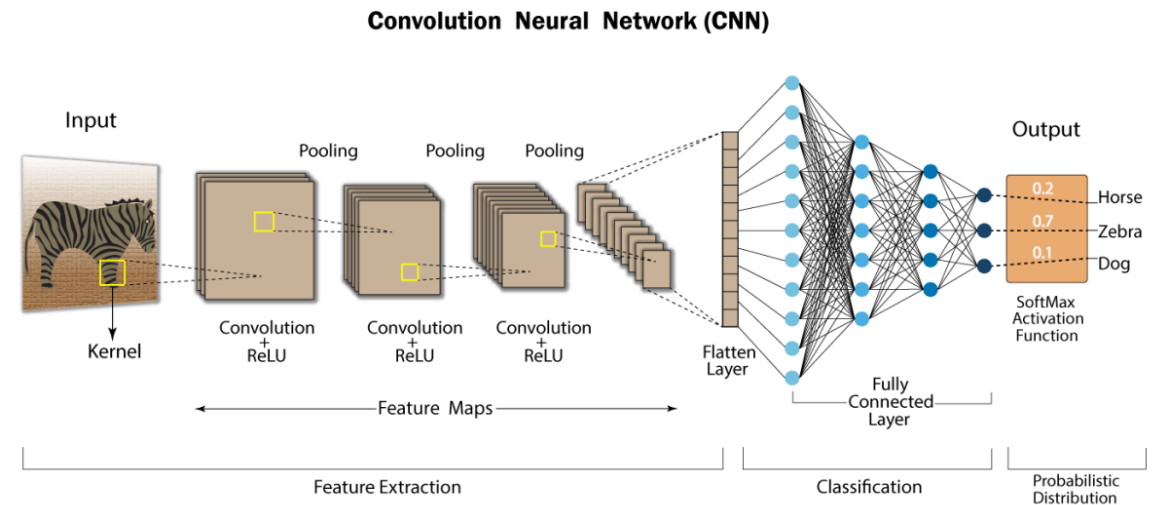 Convolution Neural Network (CNN)
Input
Pooling
Pooling
Pooling
Output
Kernel
Convolution
+
ReLU
Convolution
+
ReLU
Convolution
+
ReLU
Flatten
Layer
0.2
Horse
0.7
Zebra
0.1
Dog
SoftMax
Activation
Function
Feature Maps
Fully
Connected
Layer
Feature Extraction
Classification
Probabilistic
Distribution